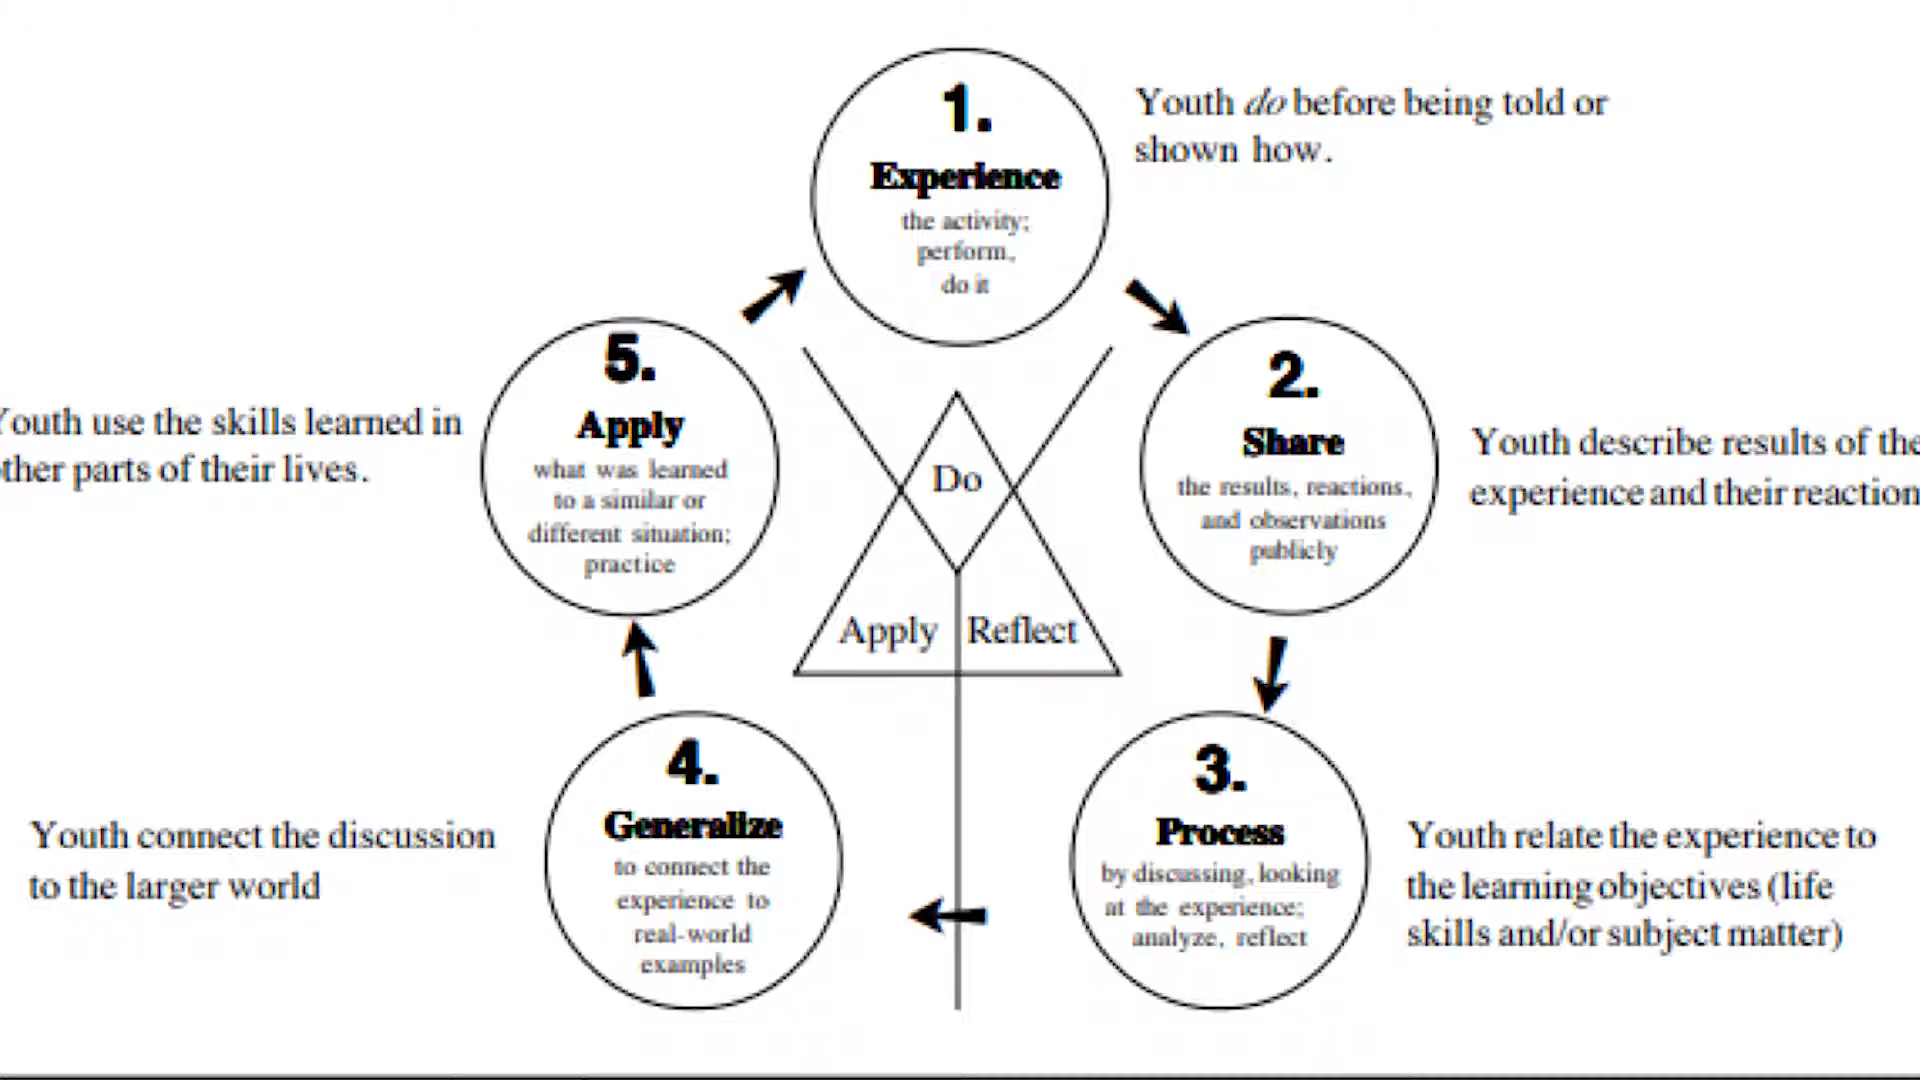 1.
Experience
the activity;
perform,
do it
Youth do before being told or
shown how.
2.
Share
the results, reactions,
and observations
publicly
Youth describe results of the
experience and their reaction
3.
Process
by discussing, looking
at the experience;
analyze, reflect
Youth relate the experience to
the learning objectives (life
skills and/or subject matter)
4.
Generalize
to connect the
experience to
real-world
examples
Youth connect the discussion
to the larger world
5.
Apply
what was learned
to a similar or
different situation;
practice
Youth use the skills learned in
ther parts of their lives.
Do
Apply
Reflect